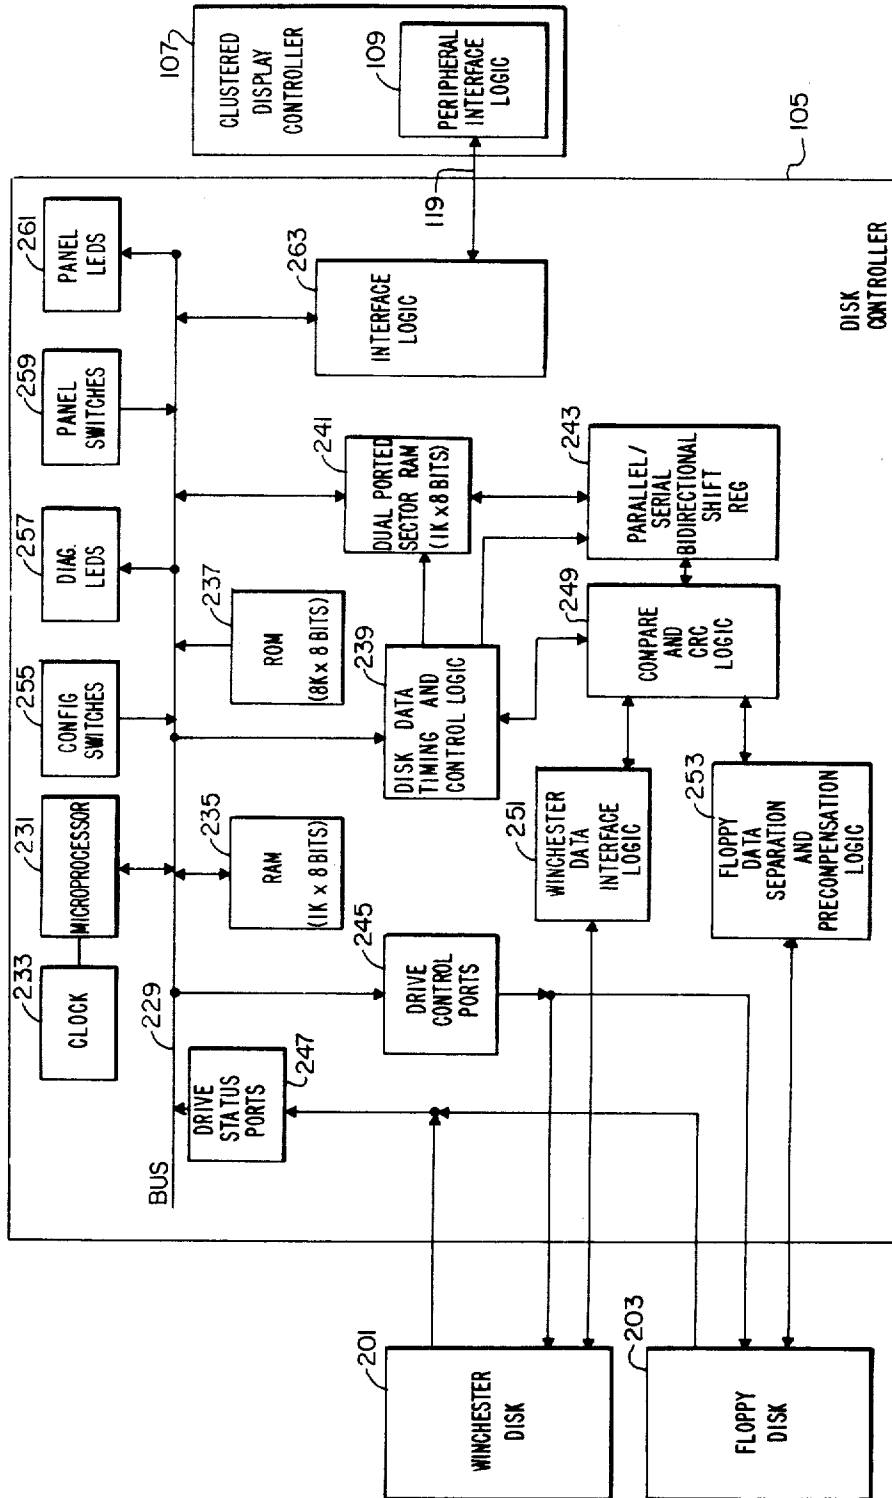 107
CLUSTERED
DISPLAY
CONTROLLER
109
PERIPHERAL
INTERFACE
LOGIC
119
105
DISK
CONTROLLER
233
CLOCK
231
MICROPROCESSOR
255
CONFIG
SWITCHES
257
DIAG.
LEDS
259
PANEL
SWITCHES
261
PANEL
LEDS
BUS
229
247
DRIVE
STATUS
PORTS
235
RAM
(1K x 8 BITS)
237
ROM
(8K x 8 BITS)
263
INTERFACE
LOGIC
245
DRIVE
CONTROL
PORTS
239
DISK DATA
TIMING AND
CONTROL LOGIC
241
DUAL PORTED
SECTOR RAM
(1K x 8 BITS)
251
WINCHESTER
DATA
INTERFACE
LOGIC
249
COMPARE
AND
CRC
LOGIC
243
PARALLEL/
SERIAL
BIDIRECTIONAL
SHIFT
REG
253
FLOPPY DATA
SEPARATION
AND
PRECOMPENSATION
LOGIC
201
WINCHESTER
DISK
203
FLOPPY
DISK